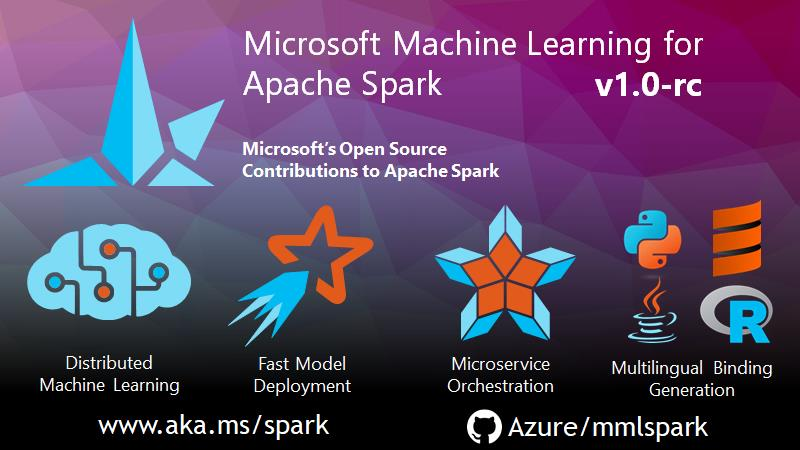 Microsoft Machine Learning for
Apache Spark
v1.0-rc
Microsoft's Open Source
Contributions to Apache Spark
Distributed
Machine Learning
Fast Model
Deployment
Microservice
Orchestration
Multilingual Binding
Generation
www.aka.ms/spark
Azure/mmlspark